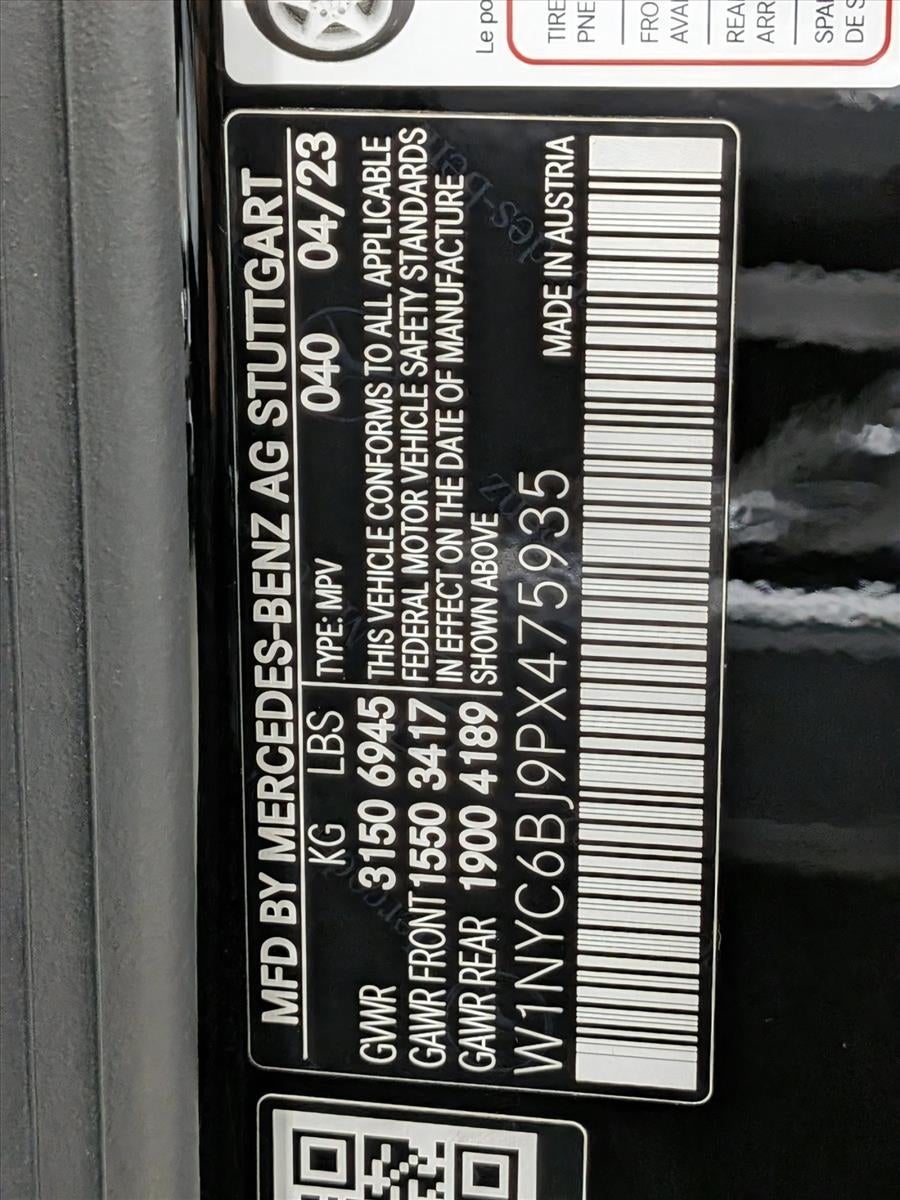 MFD BY MERCEDES-BENZ AG STUTTGART
KG LBS TYPE: MPV 040 04/23
GVWR 3150 6945 THIS VEHICLE CONFORMS TO ALL APPLICABLE
GAWR FRONT 1550 3417 FEDERAL MOTOR VEHICLE SAFETY STANDARDS
GAWR REAR 1900 4189 IN EFFECT ON THE DATE OF MANUFACTURE
SHOWN ABOVE
MADE IN AUSTRIA
W1NYC6BJ9PX475935
Le
TIRE